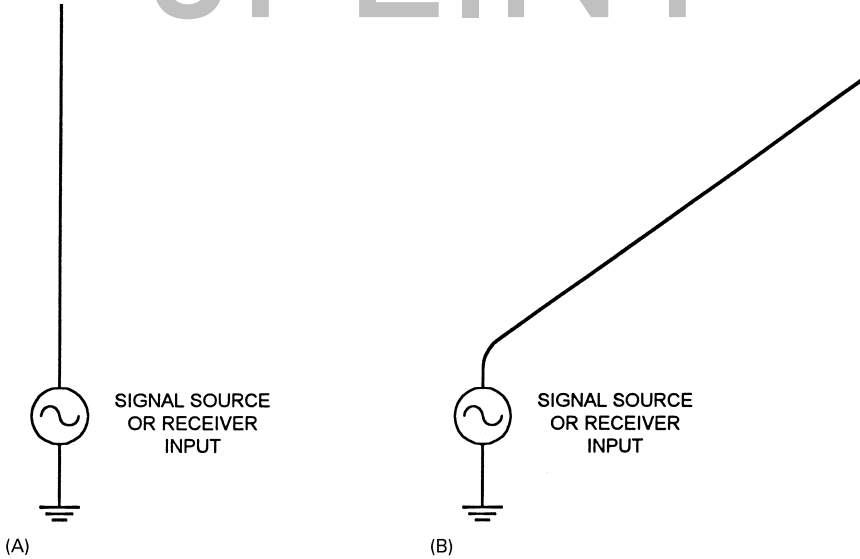 SIGNAL SOURCE
OR RECEIVER
INPUT
SIGNAL SOURCE
OR RECEIVER
INPUT
(A)
(B)